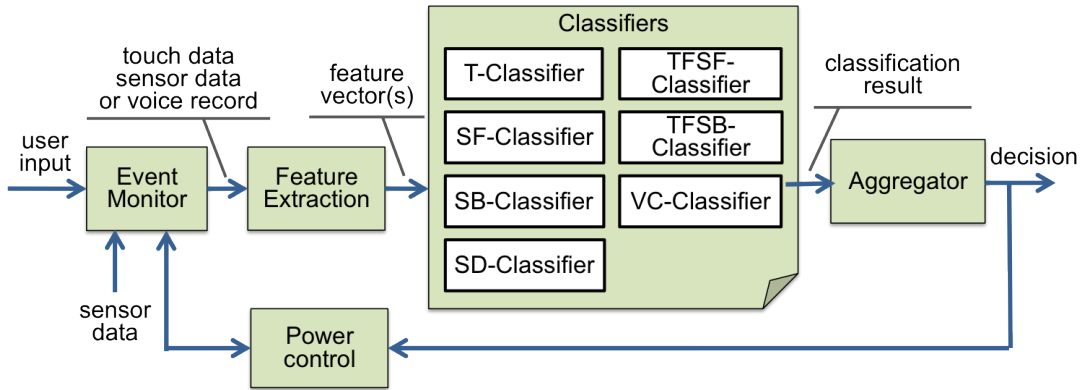 user
input
Event
Monitor
touch data
sensor data
or voice record
sensor
data
Feature
Extraction
feature
vector(s)
Classifiers
T-Classifier
SF-Classifier
SB-Classifier
SD-Classifier
TFSF-
Classifier
TFSB-
Classifier
VC-Classifier
classification
result
Aggregator
decision
Power
control